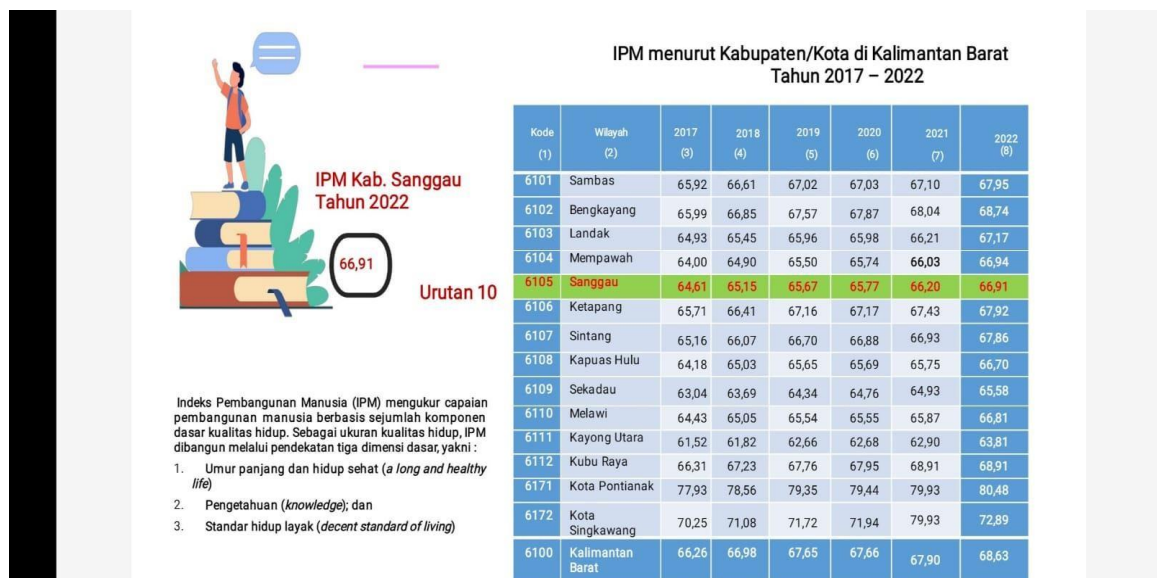 IPM menurut Kabupaten/Kota di Kalimantan Barat
Tahun 2017 – 2022
IPM Kab. Sanggau
Tahun 2022
66,91
Urutan 10
Indeks Pembangunan Manusia (IPM) mengukur capaian
pembangunan manusia berbasis sejumlah komponen
dasar kualitas hidup. Sebagai ukuran kualitas hidup, IPM
dibangun melalui pendekatan tiga dimensi dasar, yakni :
1. Umur panjang dan hidup sehat (a long and healthy
life)
2. Pengetahuan (knowledge); dan
3. Standar hidup layak (decent standard of living)
Kode Wilayah 2017 2018 2019 2020 2021 2022
(1) (2) (3) (4) (5) (6) (7) (8)
6101 Sambas 65,92 66,61 67,02 67,03 67,10 67,95
6102 Bengkayang 65,99 66,85 67,57 67,87 68,04 68,74
6103 Landak 64,93 65,45 65,96 65,98 66,21 67,17
6104 Mempawah 64,00 64,90 65,50 65,74 66,03 66,94
6105 Sanggau 64,61 65,15 65,67 65,77 66,20 66,91
6106 Ketapang 65,71 66,41 67,16 67,17 67,43 67,92
6107 Sintang 65,16 66,07 66,70 66,88 66,93 67,86
6108 Kapuas Hulu 64,18 65,03 65,65 65,69 65,75 66,70
6109 Sekadau 63,04 63,69 64,34 64,76 64,93 65,58
6110 Melawi 64,43 65,05 65,54 65,55 65,87 66,81
6111 Kayong Utara 61,52 61,82 62,66 62,68 62,90 63,81
6112 Kubu Raya 66,31 67,23 67,76 67,95 68,91 68,91
6171 Kota Pontianak 77,93 78,56 79,35 79,44 79,93 80,48
6172 Kota
Singkawang 70,25 71,08 71,72 71,94 79,93 72,89
6100 Kalimantan
Barat 66,26 66,98 67,65 67,66 67,90 68,63